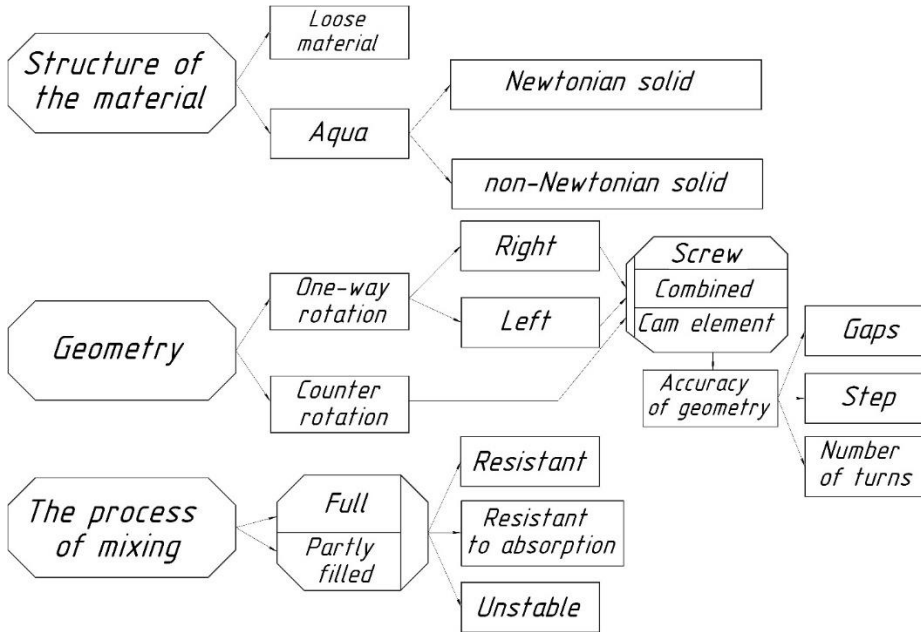 Loose
material
Structure of
the material
Aqua
Newtonian solid
non-Newtonian solid
Geometry
One-way
rotation
Counter
rotation
Right
Left
Screw
Combined
Cam element
Accuracy
of geometry
Gaps
Step
Number
of turns
The process
of mixing
Full
Partly
filled
Resistant
Resistant
to absorption
Unstable